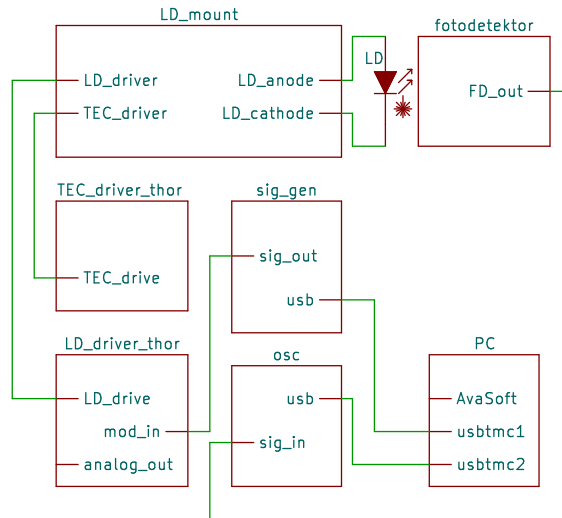 LD_mount
LD_driver
LD_anode
TEC_driver
LD_cathode
LD
fotodetektor
FD_out
TEC_driver_thor
TEC_drive
sig_gen
sig_out
usb
LD_driver_thor
LD_drive
mod_in
analog_out
osc
usb
sig_in
PC
AvaSoft
usbtmc1
usbtmc2